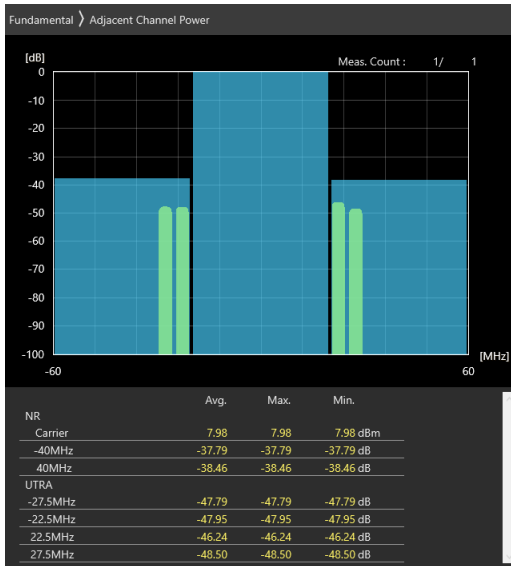 Fundamental 〉 Adjacent Channel Power
[dB]
Meas. Count : 1/ 1
0
-10
-20
-30
-40
-50
-60
-70
-80
-90
-100
[MHz]
-60 60
Avg. Max. Min.
NR
Carrier 7.98 7.98 7.98 dBm
-40MHz -37.79 -37.79 -37.79 dB
40MHz -38.46 -38.46 -38.46 dB
UTRA
-27.5MHz -47.79 -47.79 -47.79 dB
-22.5MHz -47.95 -47.95 -47.95 dB
22.5MHz -46.24 -46.24 -46.24 dB
27.5MHz -48.50 -48.50 -48.50 dB